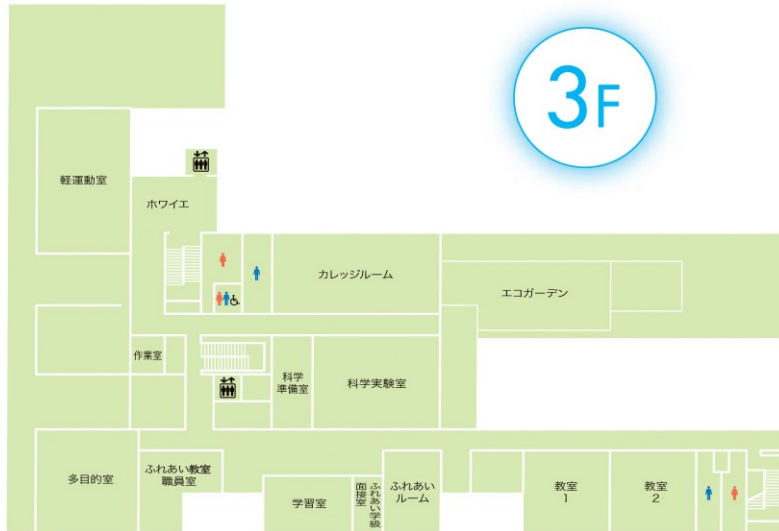 3F
軽運動室
ホワイエ
カレッジルーム
エコガーデン
作業室
科学
準備室
科学実験室
多目的室
ふれあい教室
職員室
学習室
ふれあい学級
面接室
ふれあい
ルーム
教室
1
教室
2